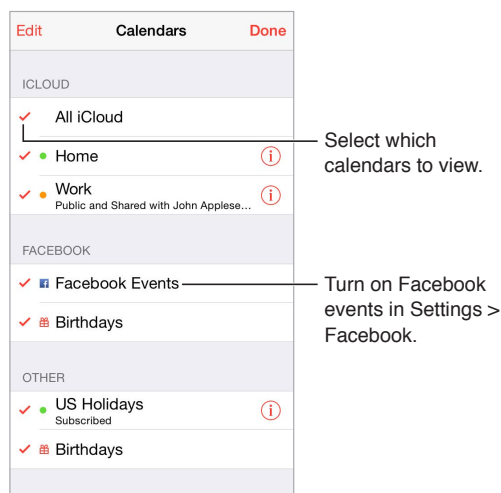 Edit Calendars Done
ICLOUD
All iCloud
Home
Work
Public and Shared with John Applese...
Select which
calendars to view.
FACEBOOK
Facebook Events
Birthdays
Turn on Facebook
events in Settings >
Facebook.
OTHER
US Holidays
Subscribed
Birthdays